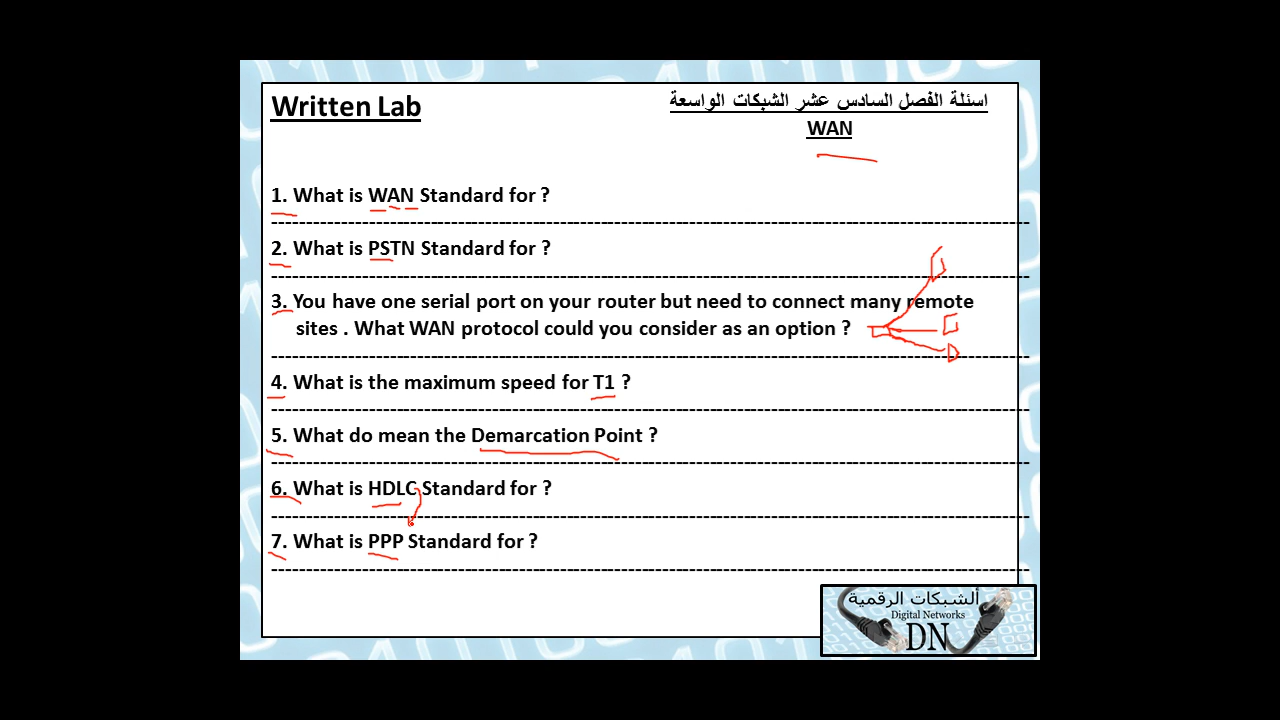 Written Lab
اسئلة الفصل السادس عشر الشبكات الواسعة
WAN
1. What is WAN Standard for ?
2. What is PSTN Standard for ?
3. You have one serial port on your router but need to connect many remote
sites . What WAN protocol could you consider as an option ?
4. What is the maximum speed for T1 ?
5. What do mean the Demarcation Point ?
6. What is HDLC Standard for ?
7. What is PPP Standard for ?
ألشبكات الرقمية
Digital Networks
DN